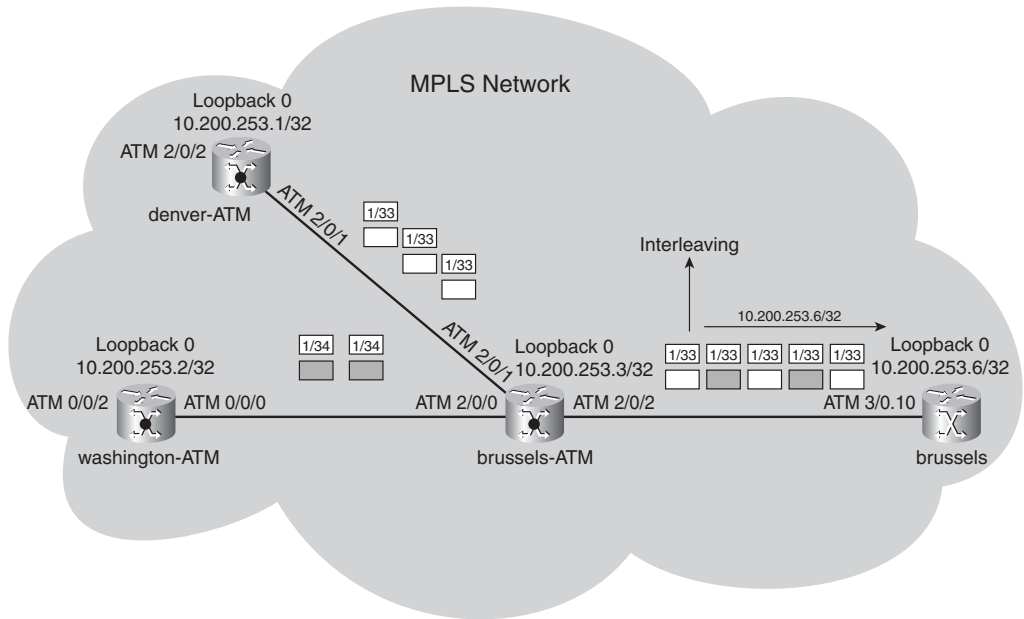 MPLS Network
Loopback 0
10.200.253.1/32
ATM 2/0/2
denver-ATM
ATM 2/0/1
1/33
1/33
1/33
Interleaving
10.200.253.6/32
1/34 1/34
ATM 2/0/1
Loopback 0
10.200.253.2/32
Loopback 0
10.200.253.3/32
1/33 1/33 1/33 1/33 1/33
Loopback 0
10.200.253.6/32
ATM 0/0/2
ATM 0/0/0
ATM 2/0/0
ATM 2/0/2
ATM 3/0.10
washington-ATM
brussels-ATM
brussels